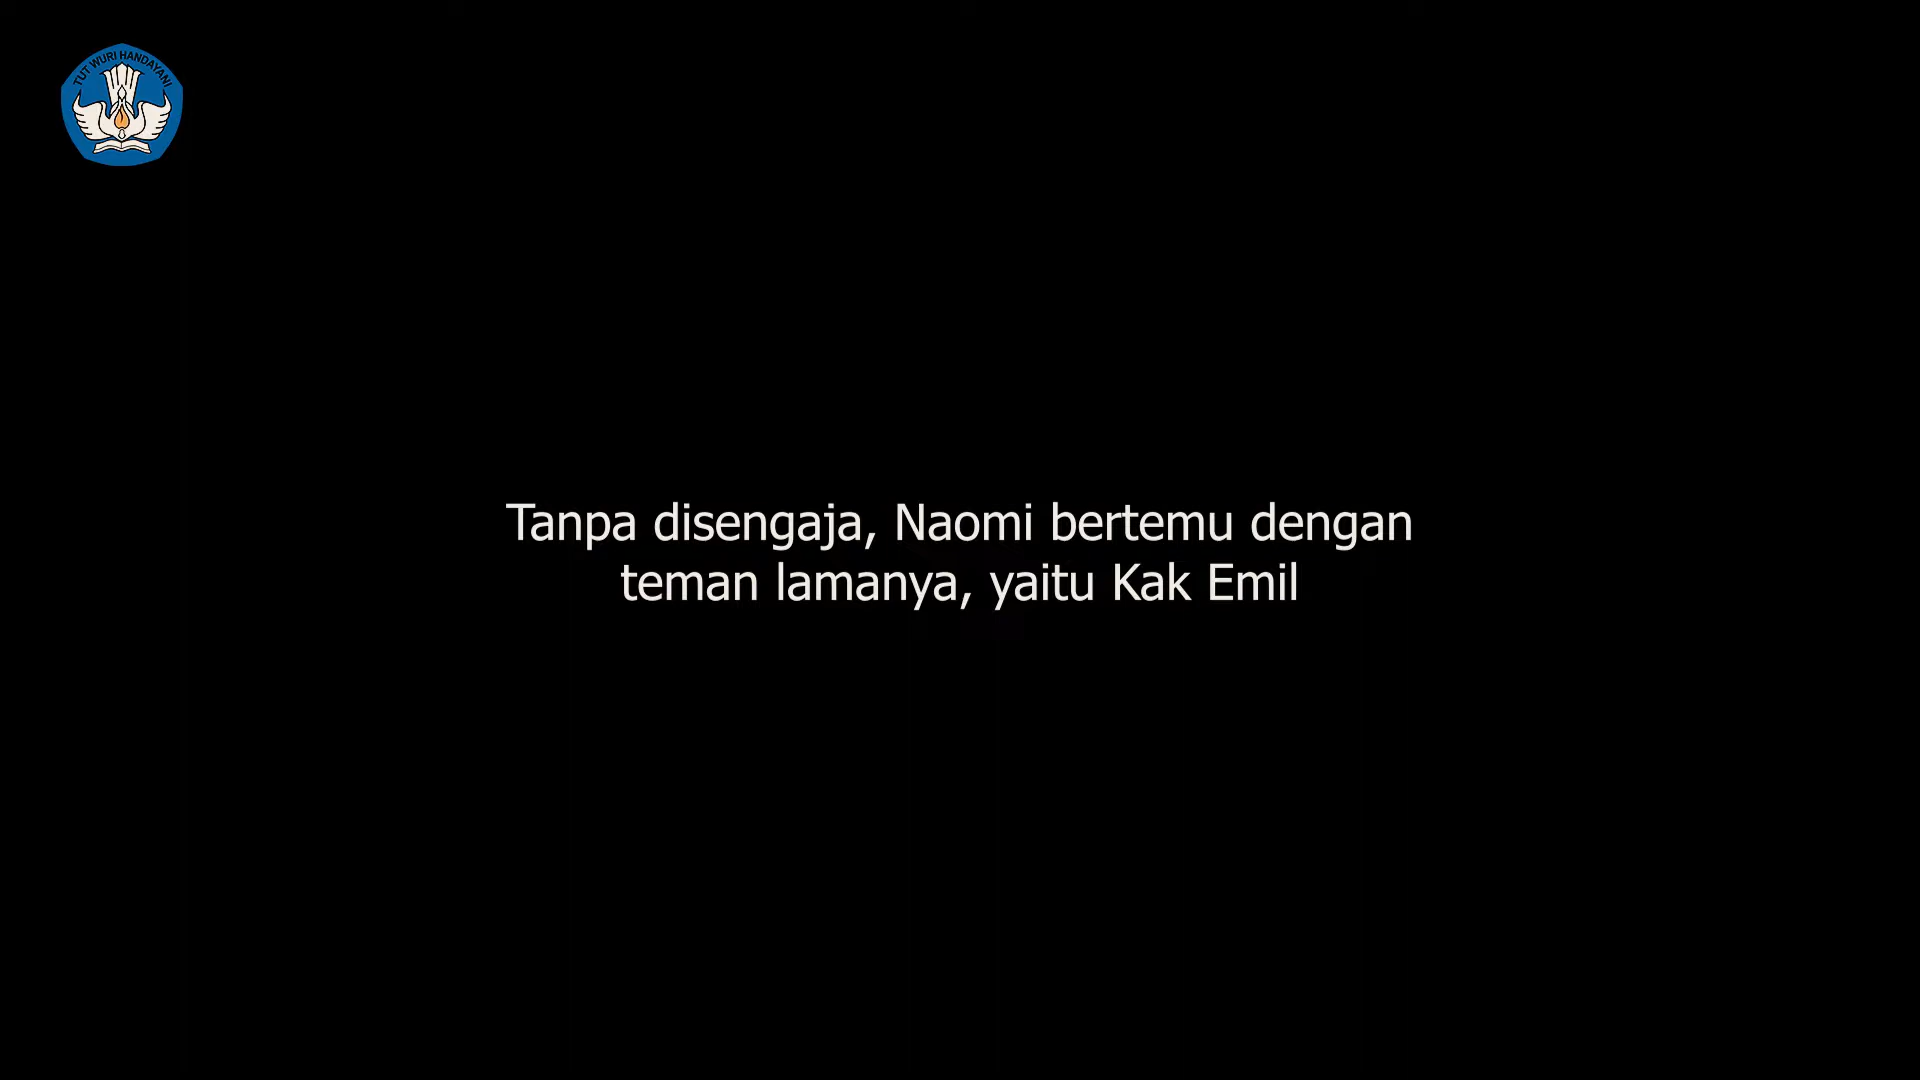 TUT WURI HANDAYANI
Tanpa disengaja, Naomi bertemu dengan
teman lamanya, yaitu Kak Emil